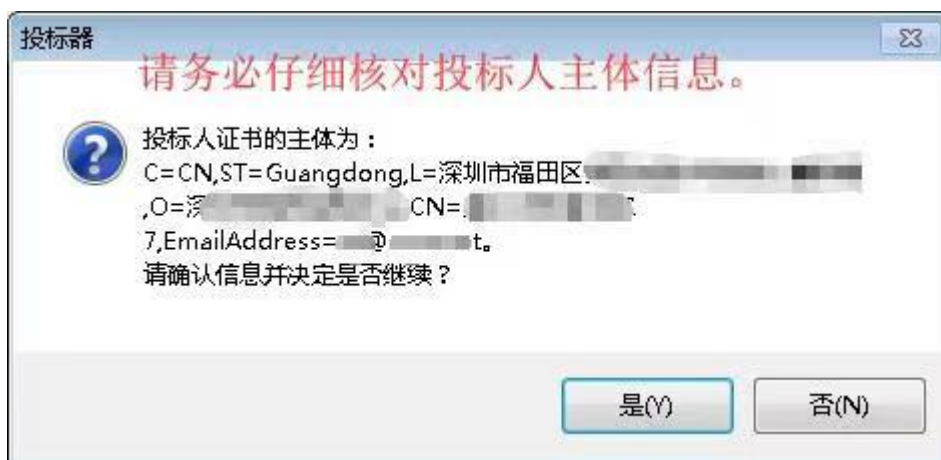 投标器
请务必仔细核对投标人主体信息。
投标人证书的主体为：
C=CN,ST=Guangdong,L=深圳市福田区
,O=深 CN=
7,EmailAddress= @ t。
请确认信息并决定是否继续？
是(Y) 否(N)